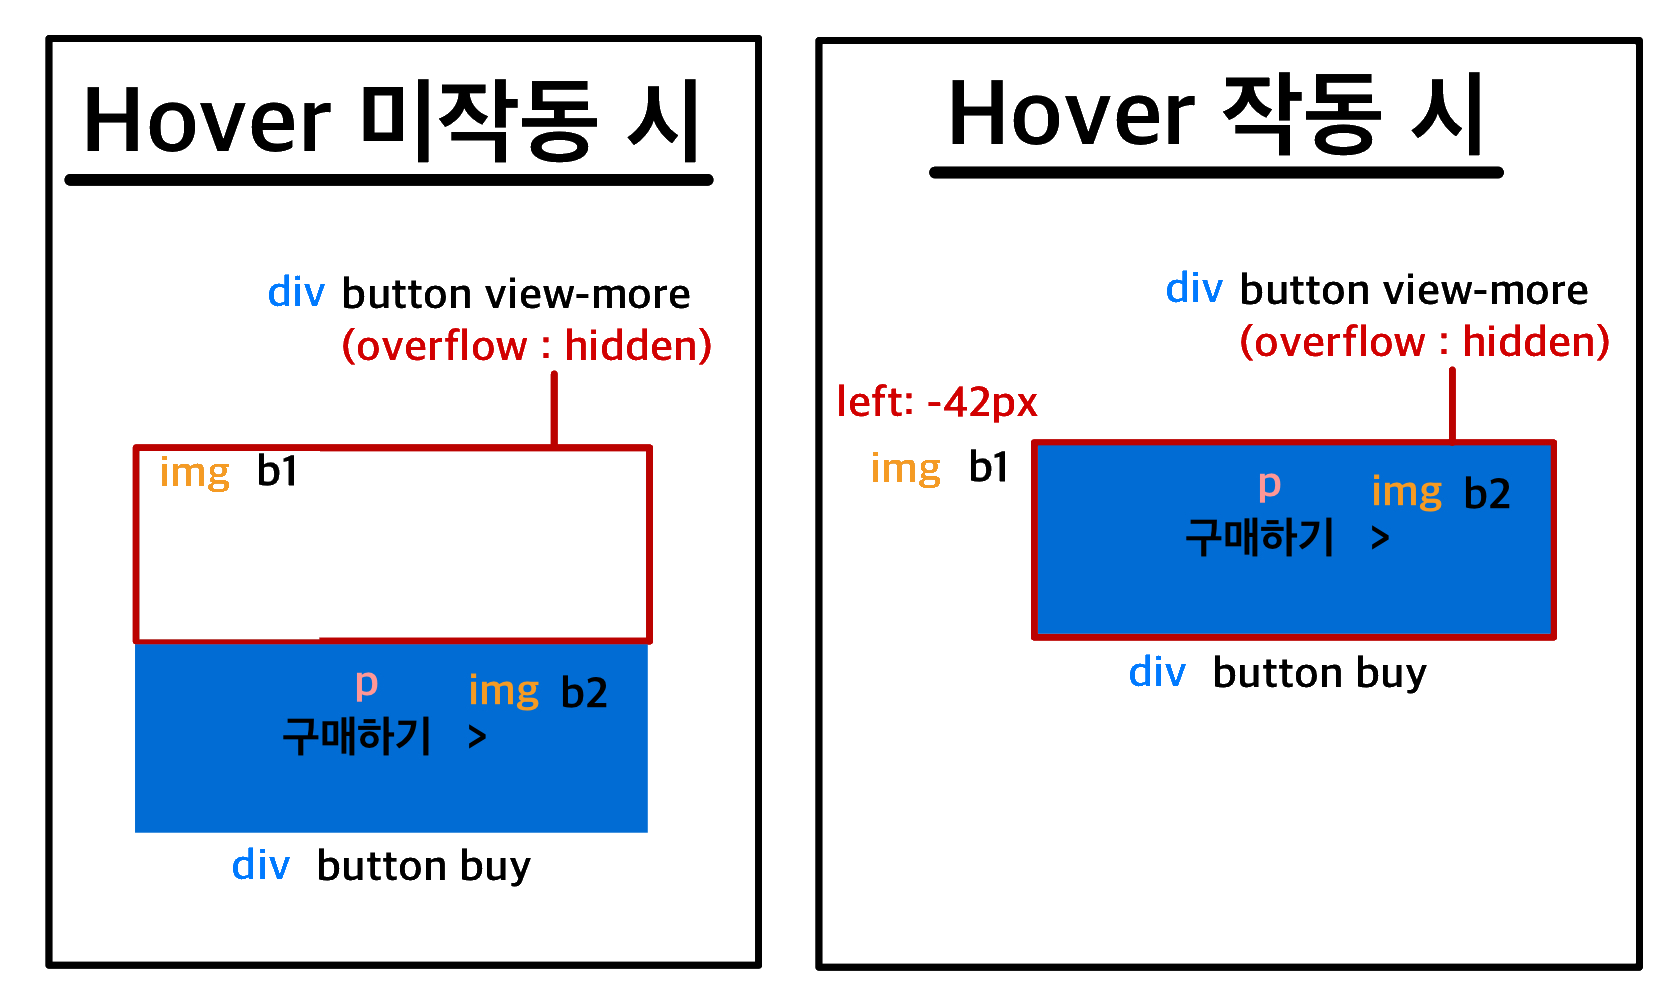 Hover 미작동 시
div button view-more
(overflow : hidden)
img b1
p img b2
구매하기 >
div button buy
Hover 작동 시
div button view-more
(overflow : hidden)
left: -42px
img b1
p img b2
구매하기 >
div button buy